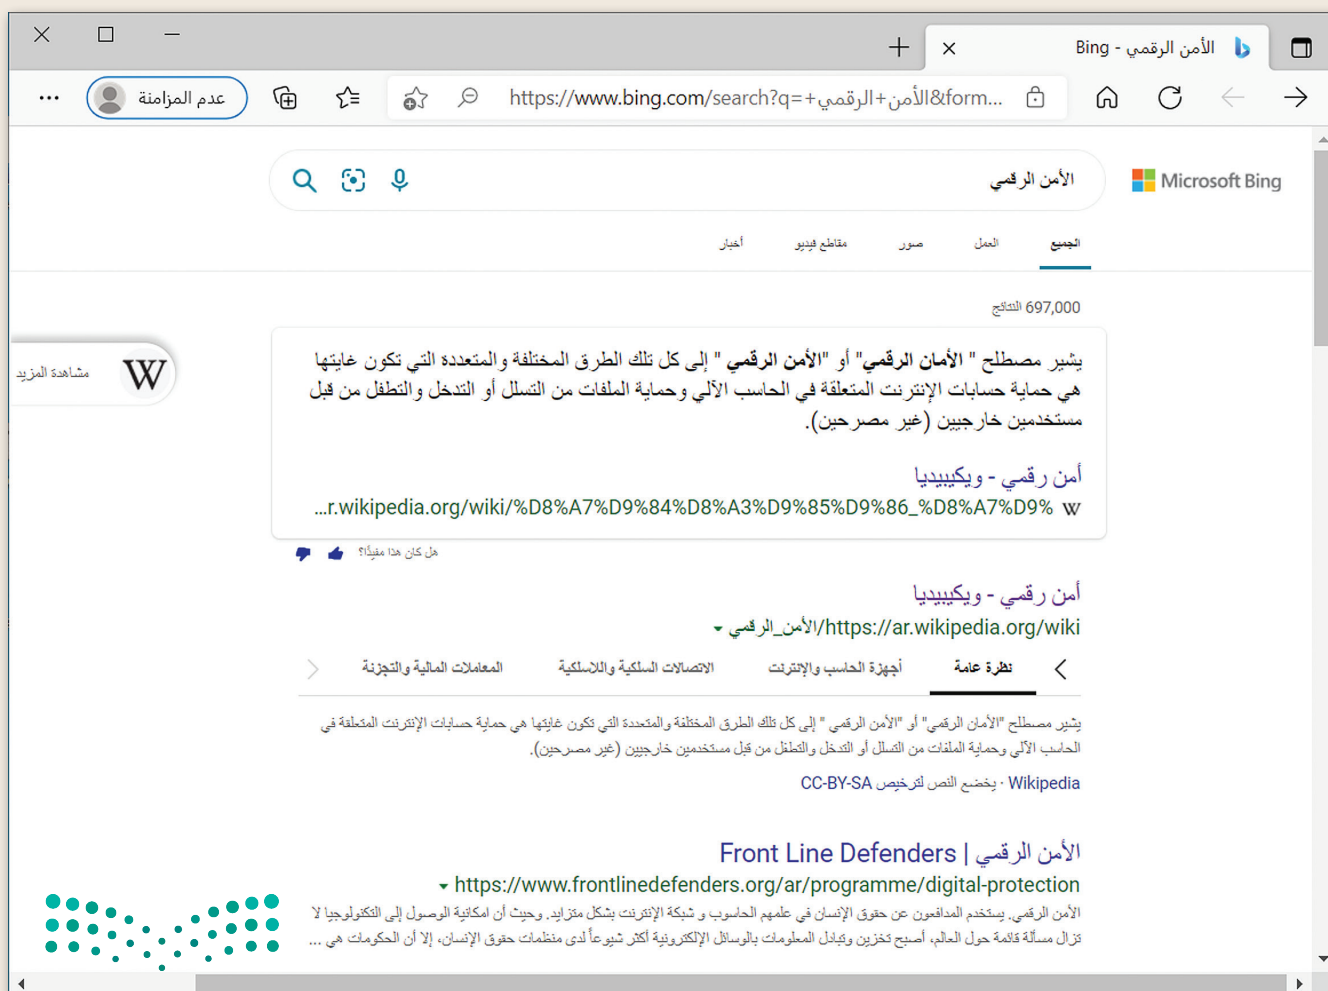 الأمن الرقمي - Bing
https://www.bing.com/search?q=+الأمن+الرقمي+&form...
عدم المزامنة
Microsoft Bing
الأمن الرقمي
الجميع
العمل
صور
مقاطع فيديو
أخبار
697,000 النتائج
يشير مصطلح " الأمان الرقمي" أو "الأمن الرقمي " إلى كل تلك الطرق المختلفة والمتعددة التي تكون غايتها
هي حماية حسابات الإنترنت المتعلقة في الحاسب الآلي وحماية الملفات من التسلل أو التدخل والتطفل من قبل
مستخدمين خارجيين (غير مصرحين).
أمن رقمي - ويكيبيديا
...r.wikipedia.org/wiki/%D8%A7%D9%84%D8%A3%D9%85%D9%86_%D8%A7%D9%
مشاهدة المزيد
هل كان هذا مفيدًا؟
أمن رقمي - ويكيبيديا
https://ar.wikipedia.org/wiki/الأمن_الرقمي
نظرة عامة
أجهزة الحاسب والإنترنت
الاتصالات السلكية واللاسلكية
المعاملات المالية والتجزئة
يشير مصطلح "الأمان الرقمي" أو "الأمن الرقمي " إلى كل تلك الطرق المختلفة والمتعددة التي تكون غايتها هي حماية حسابات الإنترنت المتعلقة في
الحاسب الآلي وحماية الملفات من التسلل أو التدخل والتطفل من قبل مستخدمين خارجيين (غير مصرحين).
Wikipedia · يخضع النص لترخيص CC-BY-SA
الأمن الرقمي | Front Line Defenders
https://www.frontlinedefenders.org/ar/programme/digital-protection
الأمن الرقمي. يستخدم المدافعون عن حقوق الإنسان في علمهم الحاسوب و شبكة الإنترنت بشكل متزايد. وحيث أن امكانية الوصول إلى التكنولوجيا لا
تزال مسألة قائمة حول العالم، أصبح تخزين وتبادل المعلومات بالوسائل الإلكترونية أكثر شيوعاً لدى منظمات حقوق الإنسان، إلا أن الحكومات هي ...